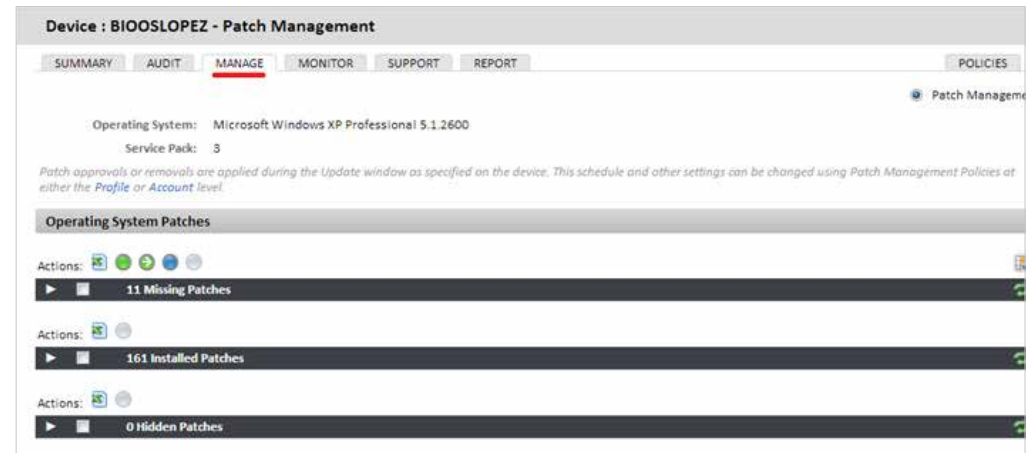 Device : BIOOSLOPEZ - Patch Management
SUMMARY AUDIT MANAGE MONITOR SUPPORT REPORT POLICIES
Patch Manageme
Operating System: Microsoft Windows XP Professional 5.1.2600
Service Pack: 3
Patch approvals or removals are applied during the Update window as specified on the device. This schedule and other settings can be changed using Patch Management Policies at
either the Profile or Account level.
Operating System Patches
Actions:
11 Missing Patches
Actions:
161 Installed Patches
Actions:
0 Hidden Patches